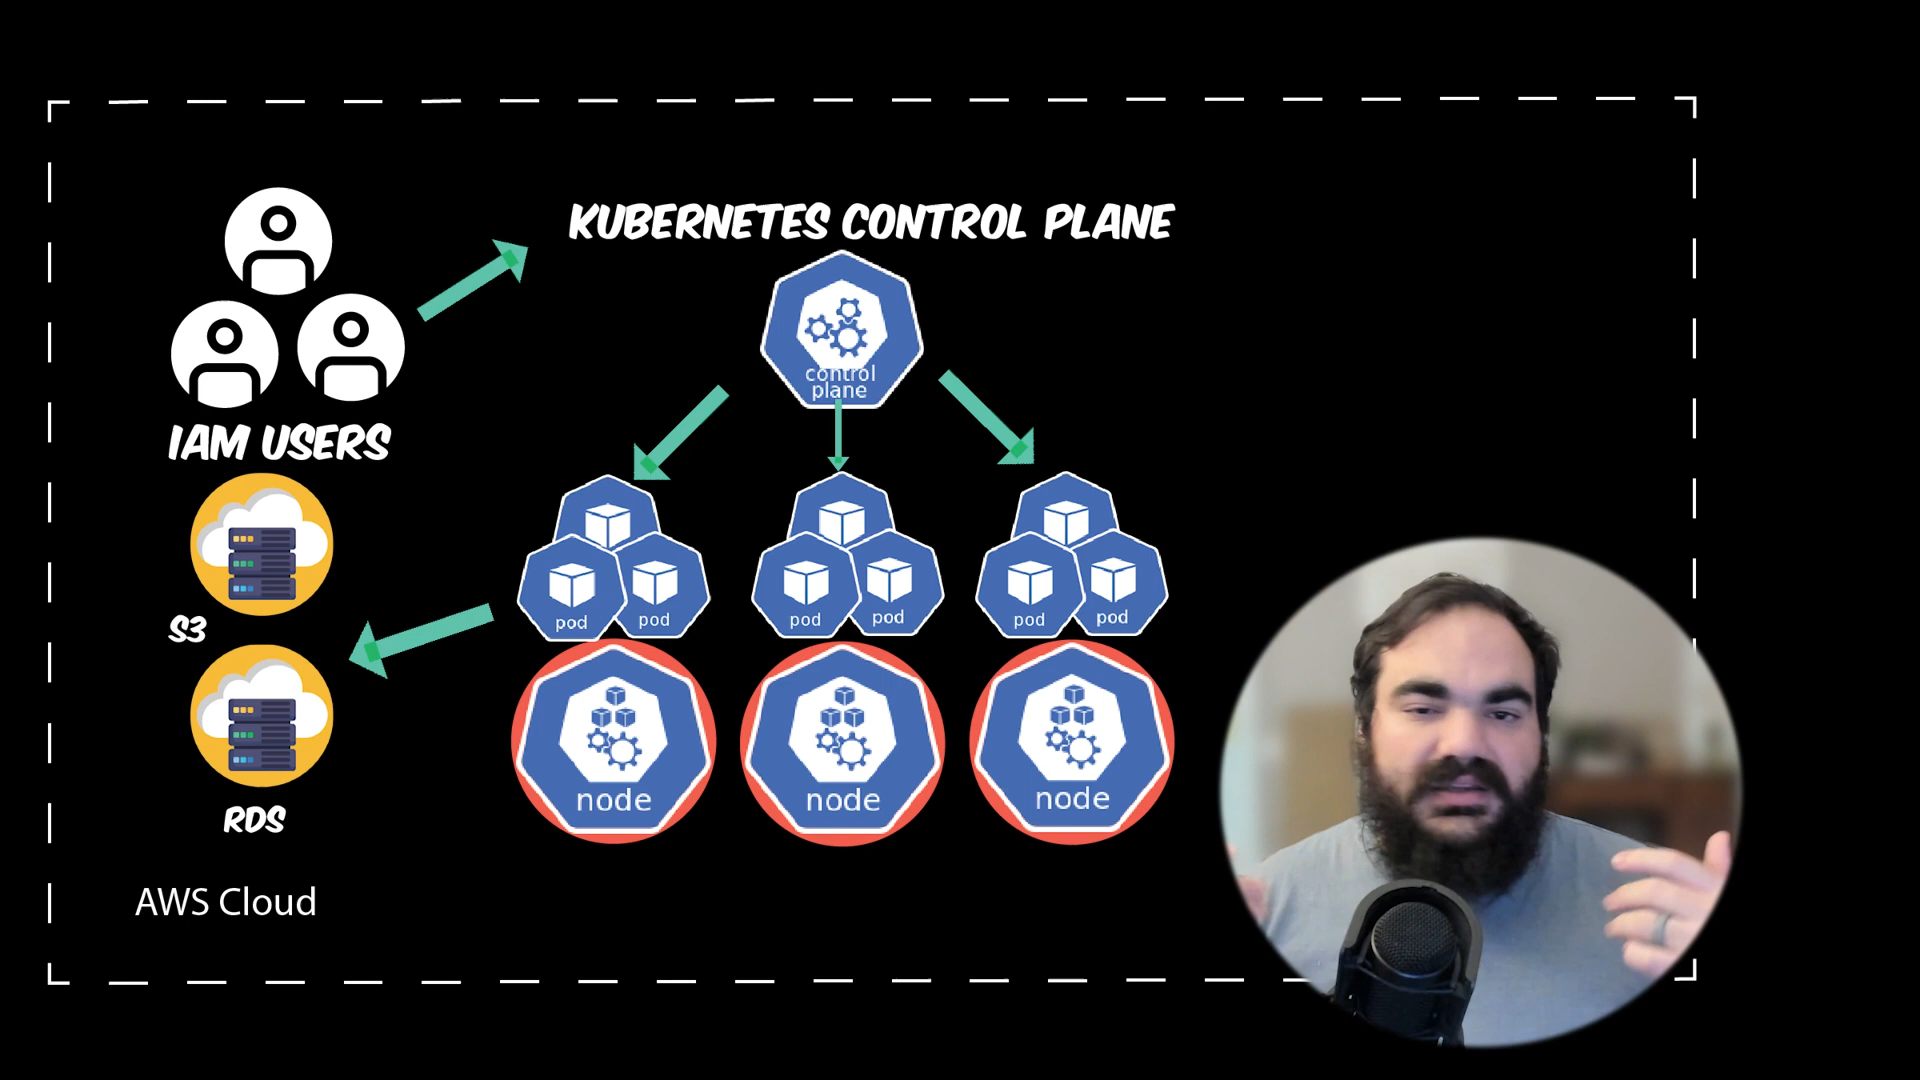 KUBERNETES CONTROL PLANE
control
plane
IAM USERS
S3
pod
pod
pod
pod
pod
pod
RDS
node
node
node
AWS Cloud